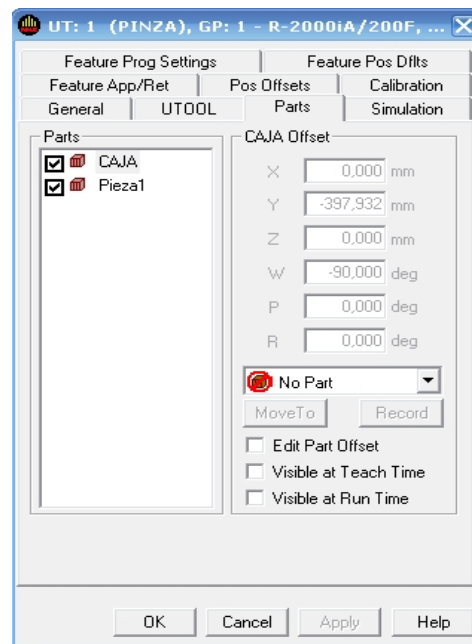 UT: 1 (PINZA), GP: 1 - R-2000iA/200F, ...
Feature Prog Settings
Feature Pos Dflts
Feature App/Ret
Pos Offsets
Calibration
General
UTOOL
Parts
Simulation
Parts
CAJA
Pieza1
CAJA Offset
X 0,000 mm
Y -397,932 mm
Z 0,000 mm
W -90,000 deg
P 0,000 deg
R 0,000 deg
No Part
MoveTo
Record
Edit Part Offset
Visible at Teach Time
Visible at Run Time
OK
Cancel
Apply
Help